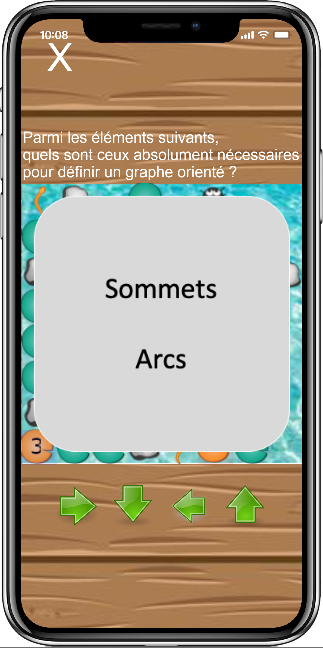 10:08
X
Parmi les éléments suivants,
quels sont ceux absolument nécessaires
pour définir un graphe orienté ?
Sommets
Arcs
3